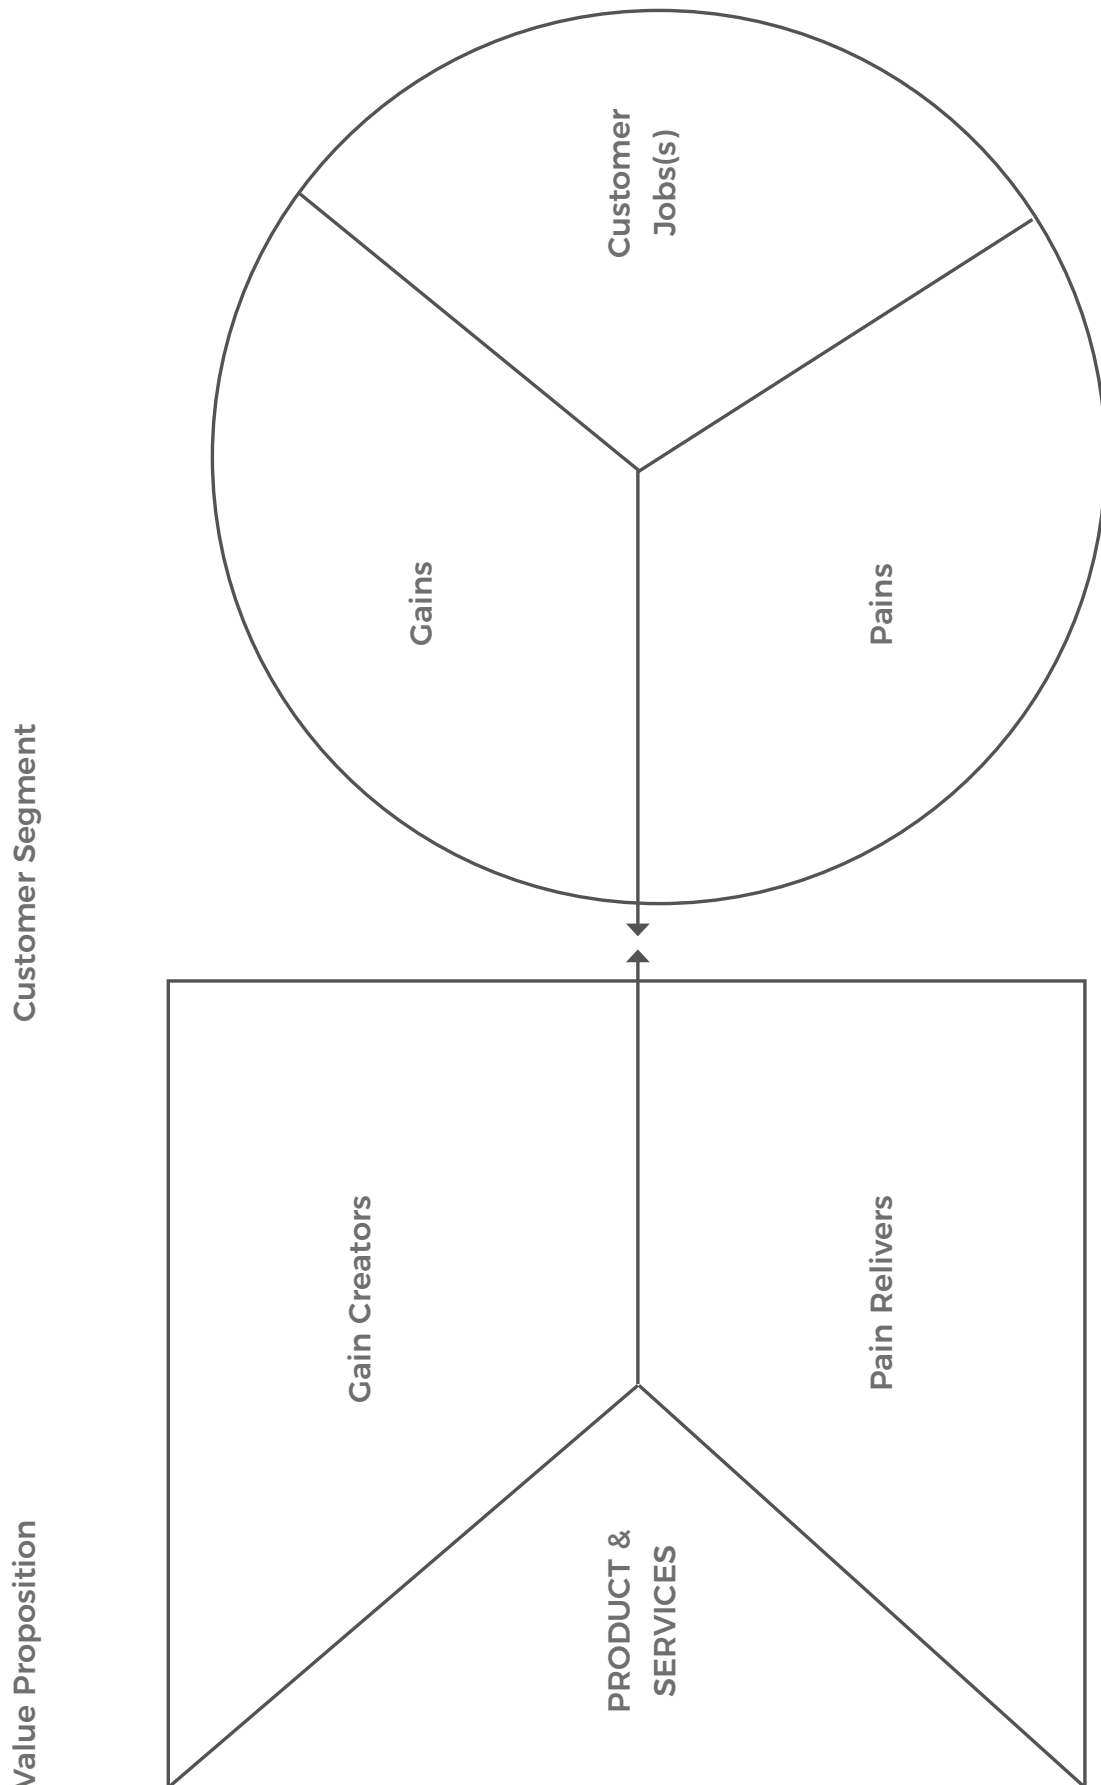 Value Proposition
Customer Segment
Gain Creators
Gains
PRODUCT &
SERVICES
Customer
Jobs(s)
Pain Relivers
Pains